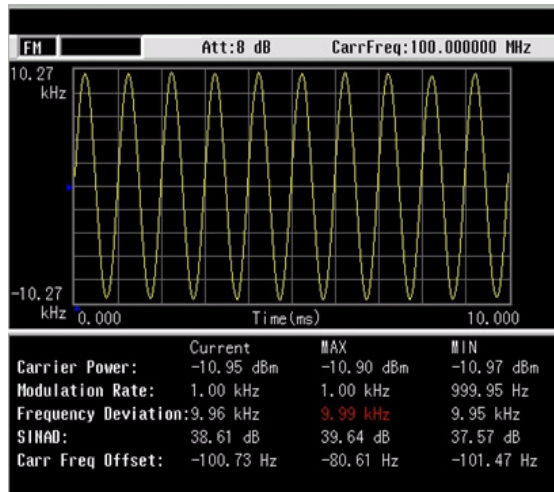 FM Att:8 dB CarrFreq:100.000000 MHz
10.27
kHz
-10.27
kHz
0.000 Time(ms) 10.000
Current MAX MIN
Carrier Power: -10.95 dBm -10.90 dBm -10.97 dBm
Modulation Rate: 1.00 kHz 1.00 kHz 999.95 Hz
Frequency Deviation:9.96 kHz 9.99 kHz 9.95 kHz
SINAD: 38.61 dB 39.64 dB 37.57 dB
Carr Freq Offset: -100.73 Hz -80.61 Hz -101.47 Hz